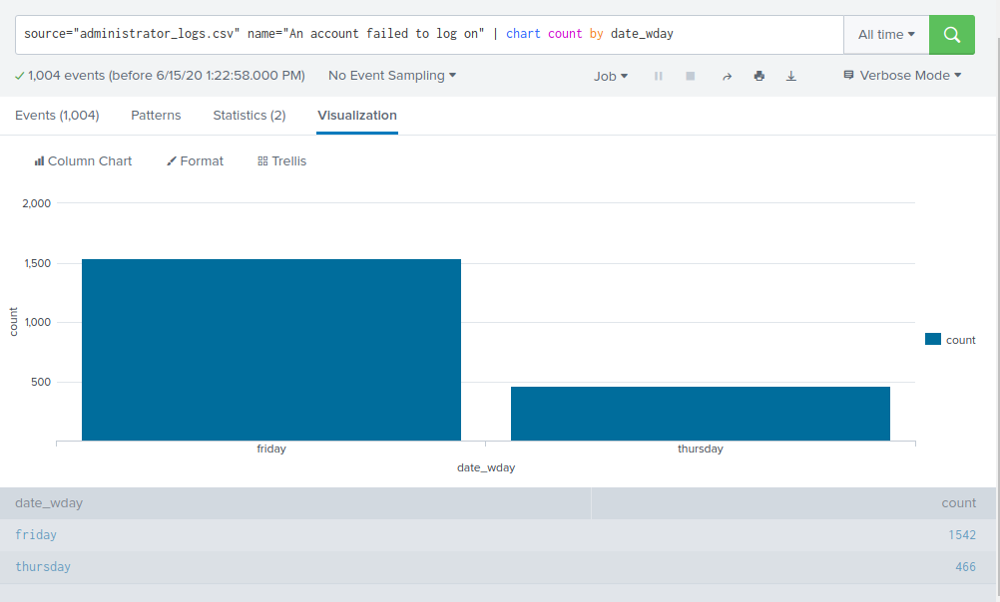 source="administrator_logs.csv" name="An account failed to log on" | chart count by date_wday
All time
1,004 events (before 6/15/20 1:22:58.000 PM) No Event Sampling Job Verbose Mode
Events (1,004) Patterns Statistics (2) Visualization
Column Chart Format Trellis
2,000
1,500
1,000
500
count
friday thursday
date_wday
count
date_wday count
friday 1542
thursday 466